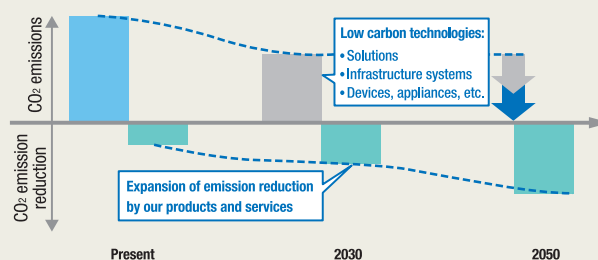 Low carbon technologies:
• Solutions
• Infrastructure systems
• Devices, appliances, etc.
CO2 emissions
CO2 emission
reduction
Expansion of emission reduction
by our products and services
Present
2030
2050